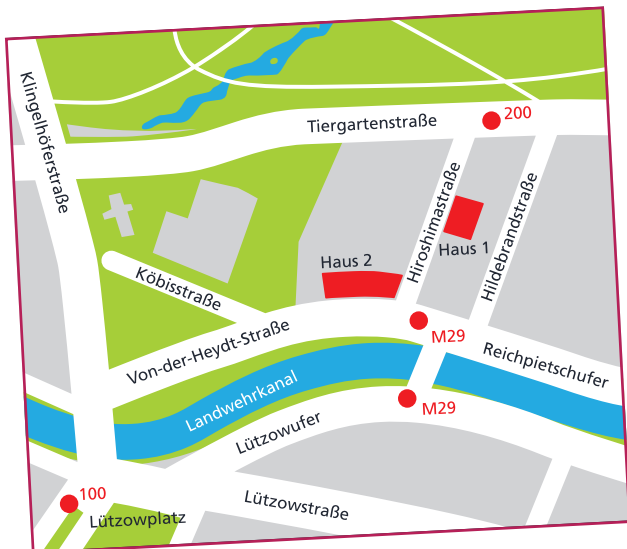 Klingelhöferstraße
Tiergartenstraße
200
Hiroshimastraße
Hildebrandstraße
Haus 1
Haus 2
Köbisstraße
Von-der-Heydt-Straße
M29
Reichpietschufer
Landwehrkanal
M29
Lützowufer
100
Lützowplatz
Lützowstraße